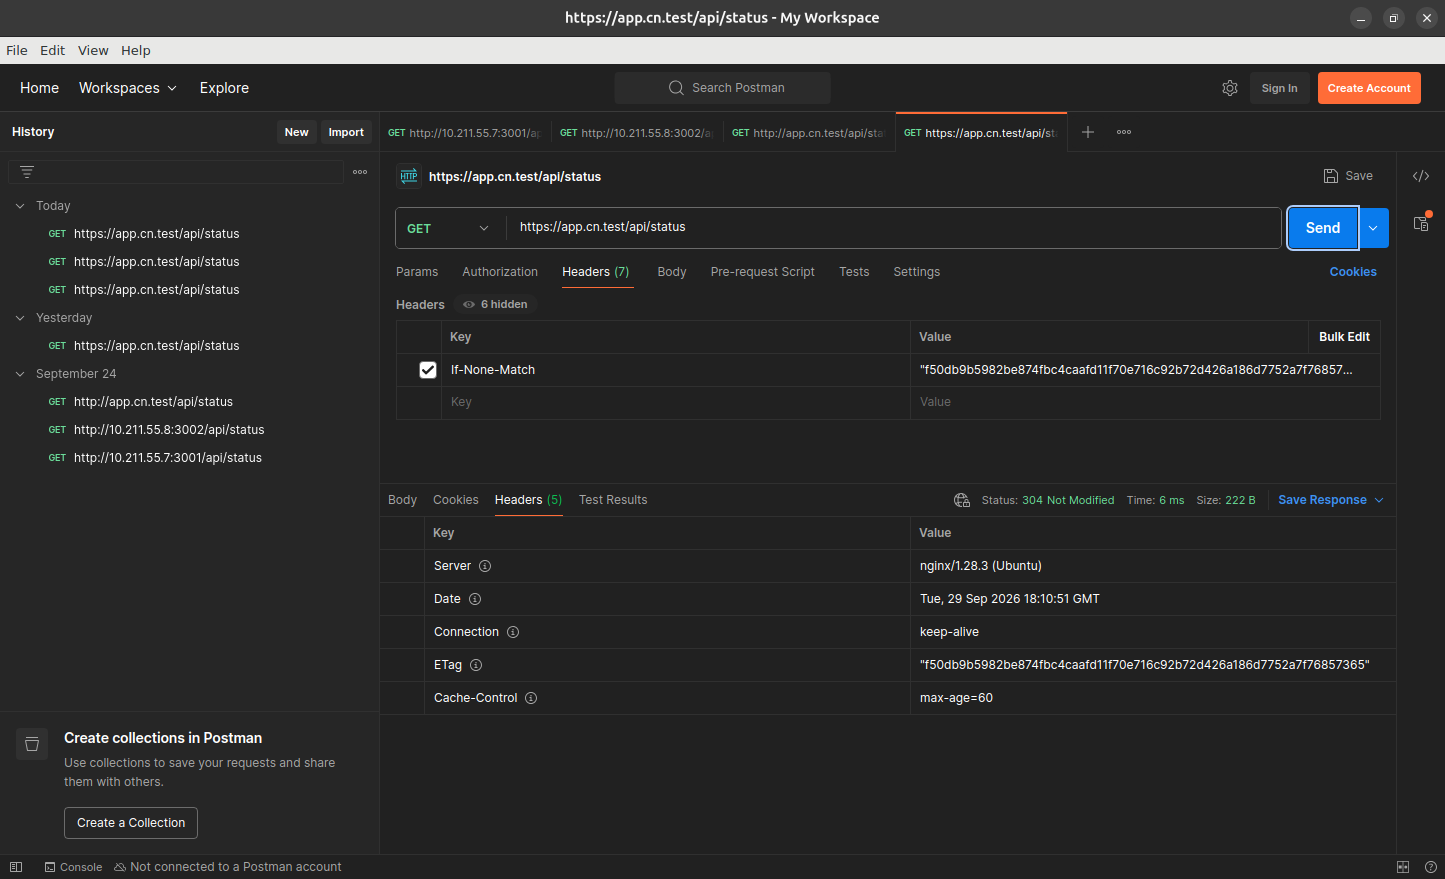 https://app.cn.test/api/status - My Workspace
File Edit View Help
Home Workspaces Explore
Search Postman
Sign In
Create Account
History
New
Import
GET http://10.211.55.7:3001/ap
GET http://10.211.55.8:3002/a
GET http://app.cn.test/api/sta
GET https://app.cn.test/api/st
Today
GET https://app.cn.test/api/status
GET https://app.cn.test/api/status
GET https://app.cn.test/api/status
Yesterday
GET https://app.cn.test/api/status
September 24
GET http://app.cn.test/api/status
GET http://10.211.55.8:3002/api/status
GET http://10.211.55.7:3001/api/status
Create collections in Postman
Use collections to save your requests and share
them with others.
Create a Collection
HTTP https://app.cn.test/api/status
Save
GET https://app.cn.test/api/status
Send
Params Authorization Headers (7) Body Pre-request Script Tests Settings
Cookies
Headers 6 hidden
Key Value Bulk Edit
If-None-Match "f50db9b5982be874fbc4caafd11f70e716c92b72d426a186d7752a7f76857...
Key Value
Body Cookies Headers (5) Test Results
Status: 304 Not Modified Time: 6 ms Size: 222 B Save Response
Key Value
Server nginx/1.28.3 (Ubuntu)
Date Tue, 29 Sep 2026 18:10:51 GMT
Connection keep-alive
ETag "f50db9b5982be874fbc4caafd11f70e716c92b72d426a186d7752a7f76857365"
Cache-Control max-age=60
Console Not connected to a Postman account